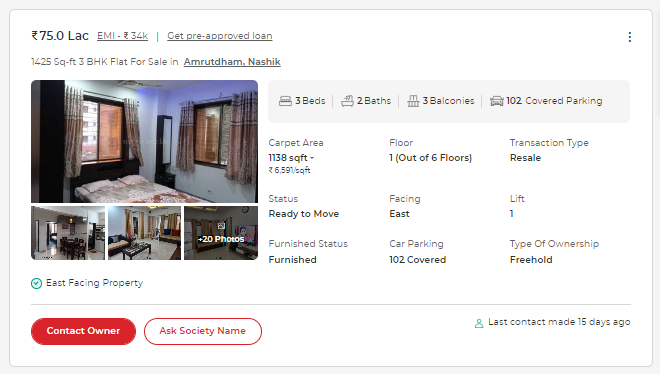 ₹75.0 Lac EMI - ₹ 34k | Get pre-approved loan
1425 Sq-ft 3 BHK Flat For Sale in Amrutdham, Nashik
3 Beds 2 Baths 3 Balconies 102 Covered Parking
Carpet Area Floor Transaction Type
1138 sqft - 1 (Out of 6 Floors) Resale
₹ 6,591/sqft
Status Facing Lift
Ready to Move East 1
+20 Photos
Furnished Status Car Parking Type Of Ownership
Furnished 102 Covered Freehold
East Facing Property
Contact Owner Ask Society Name Last contact made 15 days ago